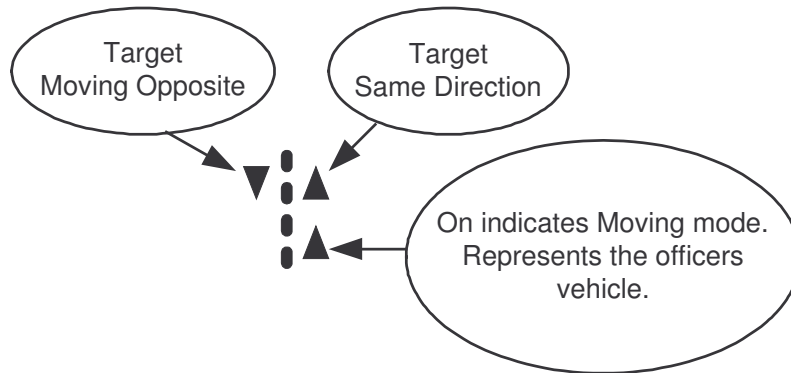 Target
Moving Opposite
Target
Same Direction
On indicates Moving mode.
Represents the officers
vehicle.